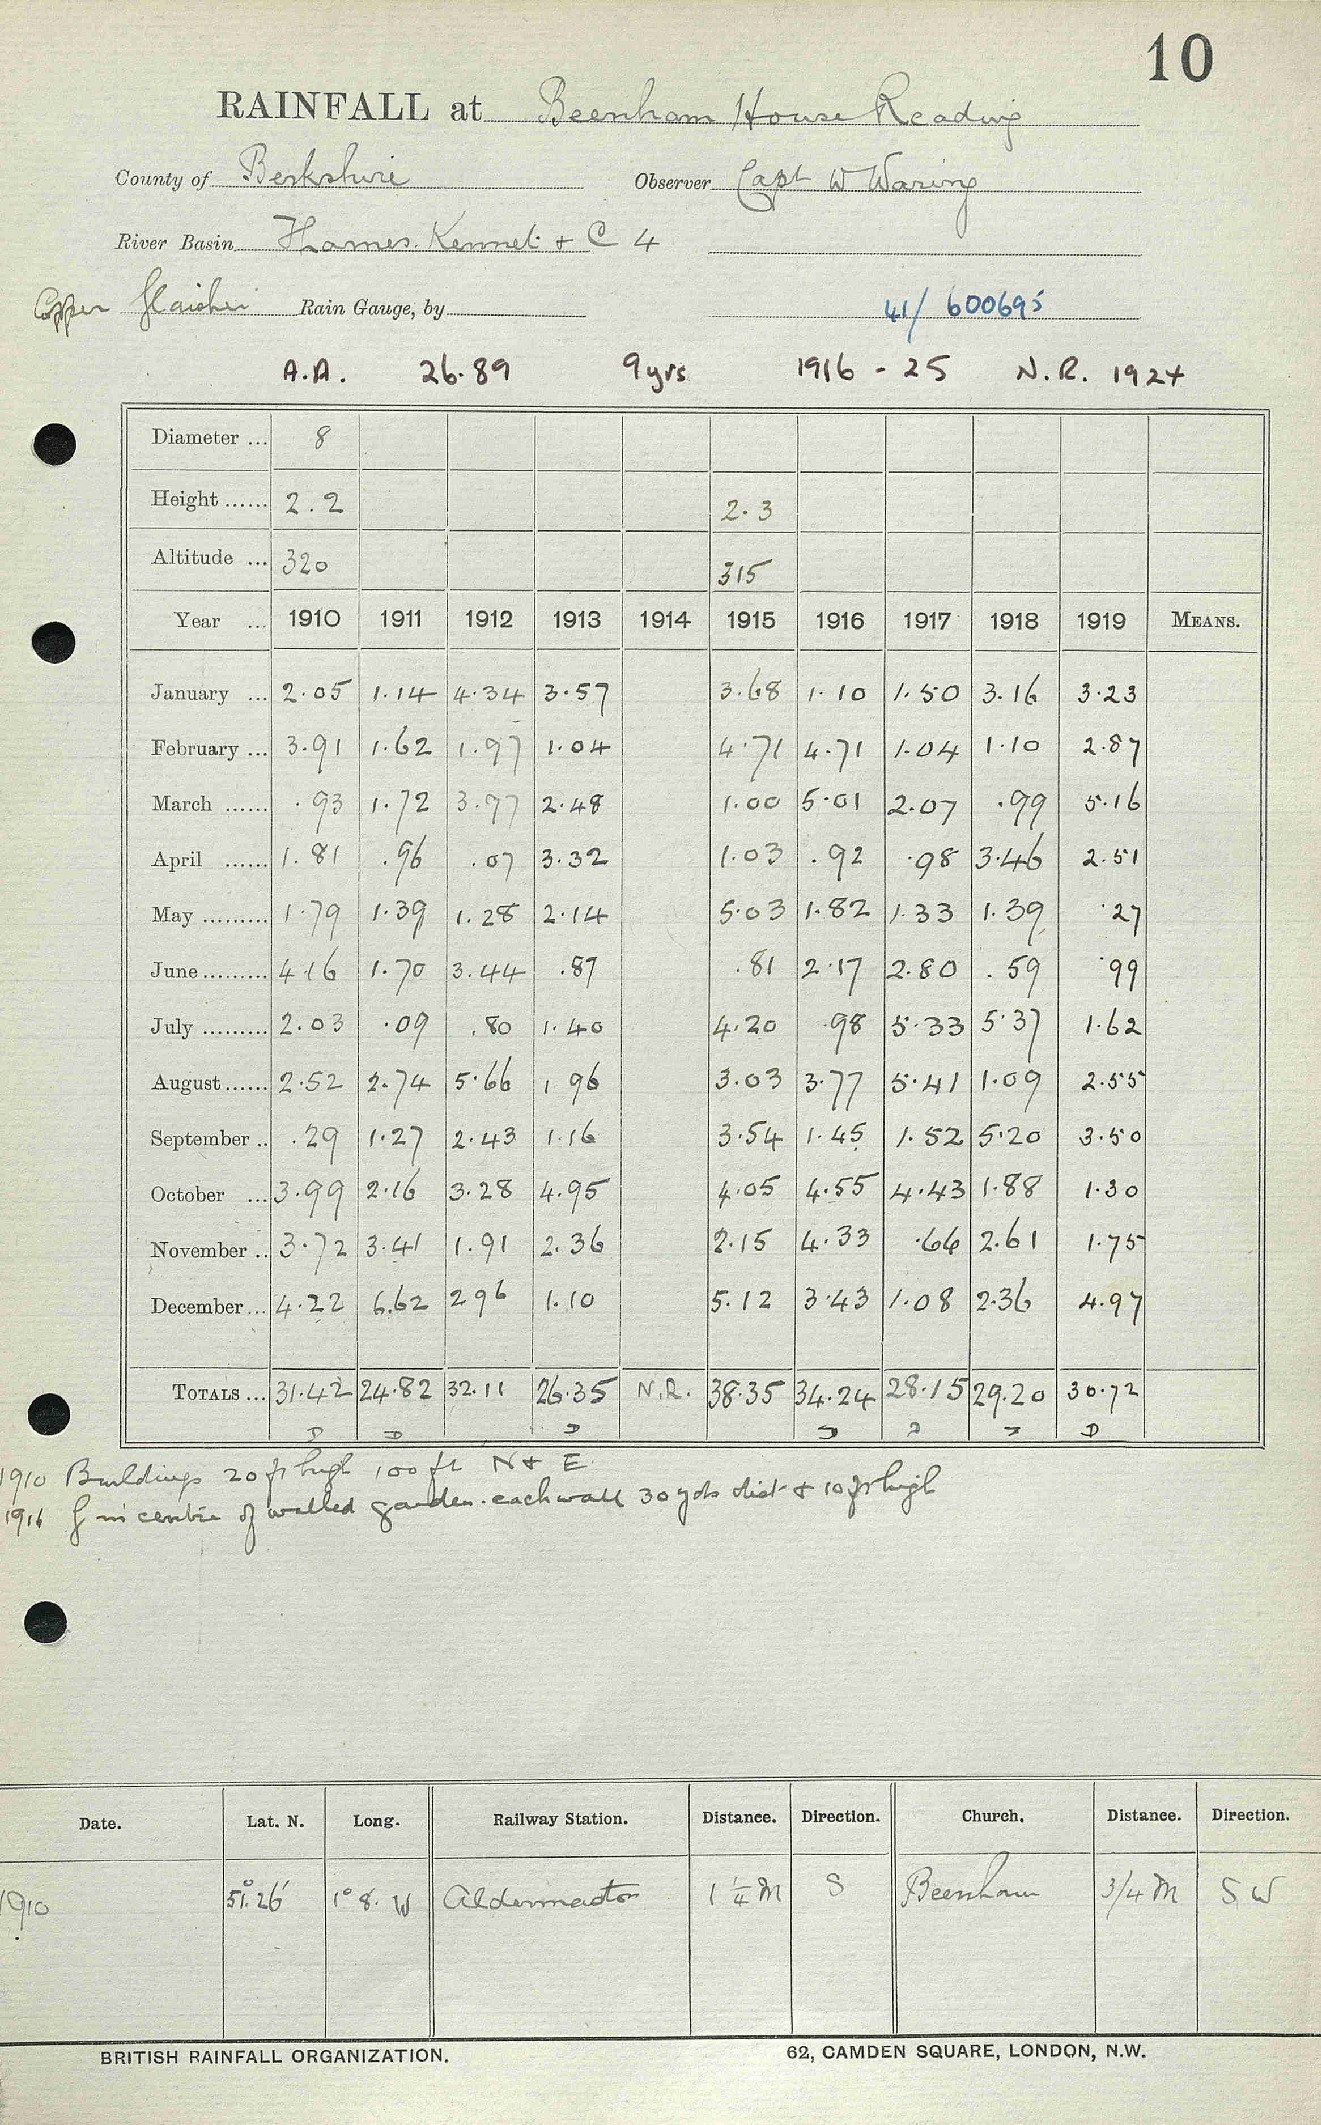 10
RAINFALL at Beenham House Reading
County of Berkshire Observer Capt W Waring
River Basin Thames. Kennet + C 4
Copper Glaisher Rain Gauge, by 41/ 600695
A.A. 26.89 9 yrs 1916 - 25 N.R. 1924
Diameter ... 8
Height ...... 2.2 2.3
Altitude ... 320 315
Year ... 1910 1911 1912 1913 1914 1915 1916 1917 1918 1919 MEANS.
January ... 2.05 1.14 4.34 3.57 3.68 1.10 1.50 3.16 3.23
February ... 3.91 1.62 1.97 1.04 4.71 4.71 1.04 1.10 2.87
March ...... .93 1.72 3.97 2.48 1.00 5.01 2.07 .99 5.16
April ...... 1.81 .96 .07 3.32 1.03 .92 .98 3.46 2.51
May ......... 1.79 1.39 1.28 2.14 5.03 1.82 1.33 1.39 .27
June ......... 4.16 1.70 3.44 .87 .81 2.17 2.80 .59 .99
July ......... 2.03 .09 .80 1.40 4.20 .98 5.33 5.37 1.62
August ...... 2.52 2.74 5.66 1 96 3.03 3.77 5.41 1.09 2.55
September .. .29 1.27 2.43 1.16 3.54 1.45 1.52 5.20 3.50
October ... 3.99 2.16 3.28 4.95 4.05 4.55 4.43 1.88 1.30
November .. 3.72 3.41 1.91 2.36 2.15 4.33 .66 2.61 1.75
December ... 4.22 6.62 2 96 1.10 5.12 3.43 1.08 2.36 4.97
TOTALS ... 31.42 24.82 32.11 26.35 N.R. 38.35 34.24 28.15 29.20 30.72
1910 Buildings 20 ft high 100 ft N + E
1916 G in centre of walled garden. each wall 30 yds dist + 10 ft high
Date. Lat. N. Long. Railway Station. Distance. Direction. Church. Distance. Direction.
1910 51°.26' 1° 8. W Aldermaston 1 1/4 M S Beenham 3/4 M S W
BRITISH RAINFALL ORGANIZATION. 62, CAMDEN SQUARE, LONDON, N.W.